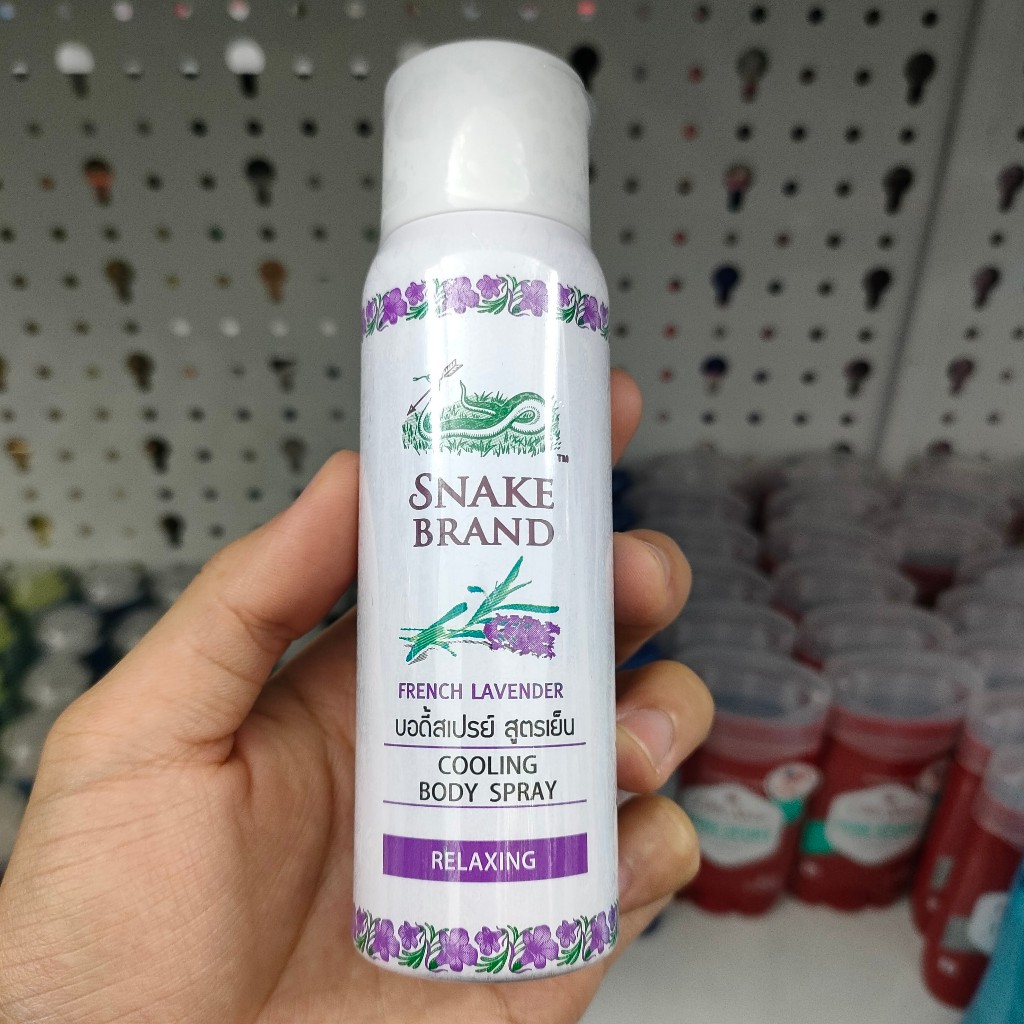 TM
SNAKE
BRAND
FRENCH LAVENDER
บอดี้สเปรย์ สูตรเย็น
COOLING
BODY SPRAY
RELAXING